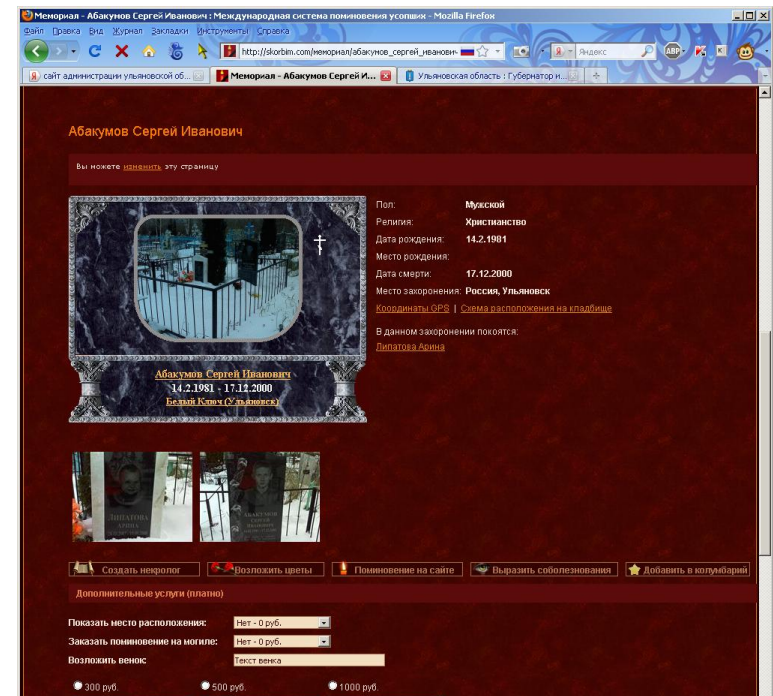 Мемориал - Абакумов Сергей Иванович : Международная система поминовения усопших - Mozilla Firefox
Файл Правка Вид Журнал Закладки Инструменты Справка
http://skorbim.com/мемориал/абакумов_сергей_иванович Яндекс ABP
сайт администрации ульяновской об... Мемориал - Абакумов Сергей И... Ульяновская область : Губернатор и...
Абакумов Сергей Иванович
Вы можете изменить эту страницу
Пол: Мужской
Религия: Христианство
Дата рождения: 14.2.1981
Место рождения:
Дата смерти: 17.12.2000
Место захоронения: Россия, Ульяновск
Координаты GPS | Схема расположения на кладбище
В данном захоронении покоятся:
Липатова Арина
Абакумов Сергей Иванович
14.2.1981 - 17.12.2000
Белый Ключ (Ульяновск)
ЛИПАТОВА
АРИНА
АБАКУМОВ
СЕРГЕЙ
ИВАНОВИЧ
Создать некролог Возложить цветы Поминовение на сайте Выразить соболезнования Добавить в колумбарий
Дополнительные услуги (платно)
Показать место расположения: Нет - 0 руб.
Заказать поминовение на могиле: Нет - 0 руб.
Возложить венок: Текст венка
300 руб. 500 руб. 1000 руб.